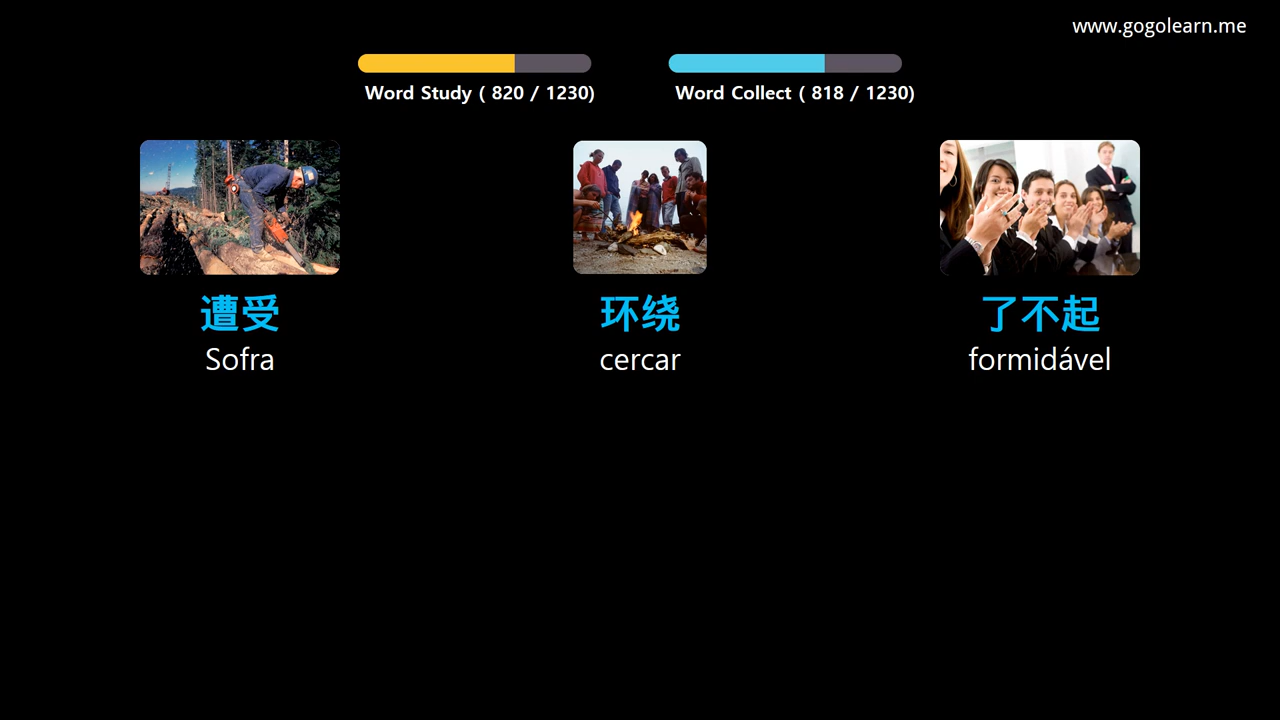 www.gogolearn.me
Word Study ( 820 / 1230)
Word Collect ( 818 / 1230)
遭受
环绕
了不起
Sofra
cercar
formidável